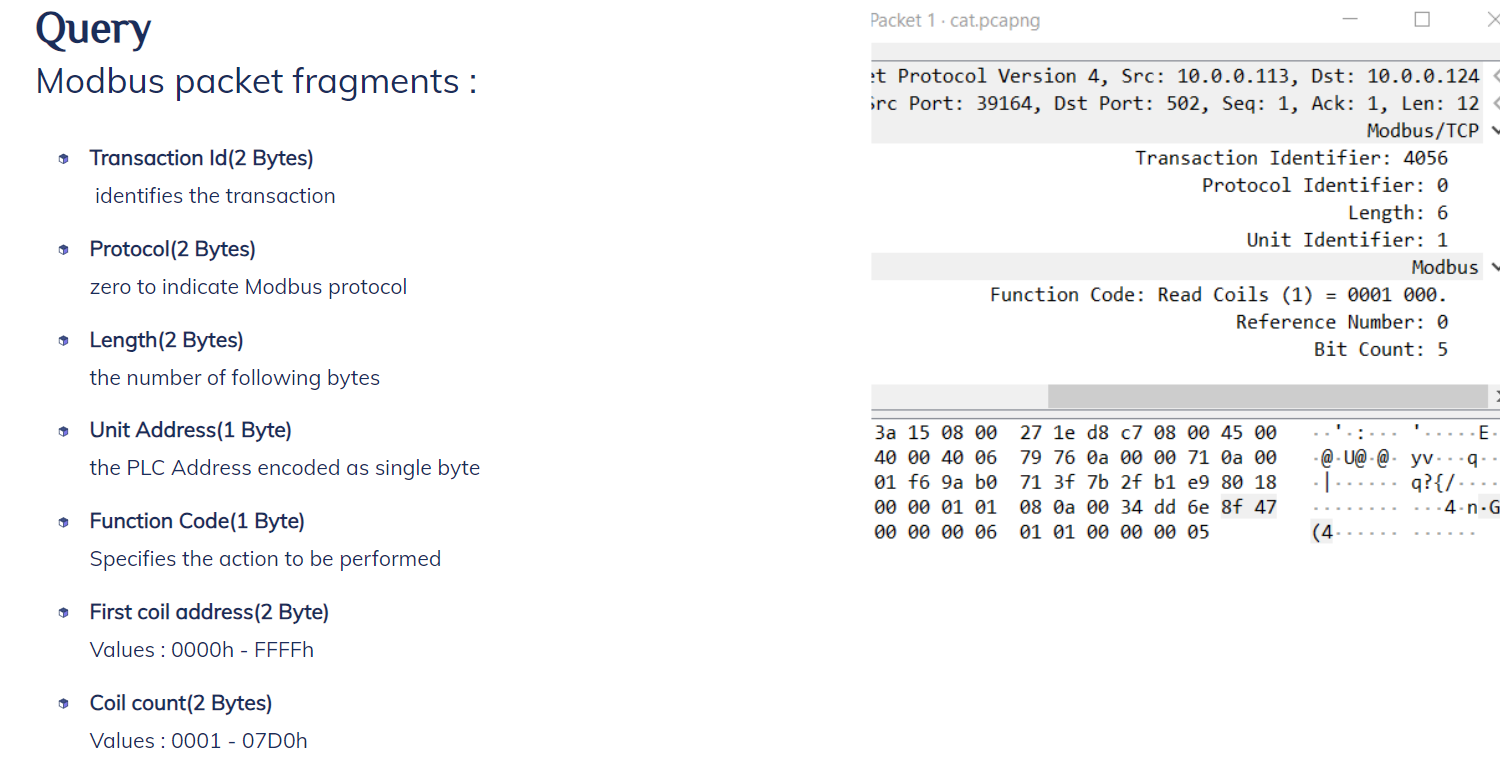 Query
Modbus packet fragments :
Transaction Id(2 Bytes)
identifies the transaction
Protocol(2 Bytes)
zero to indicate Modbus protocol
Length(2 Bytes)
the number of following bytes
Unit Address(1 Byte)
the PLC Address encoded as single byte
Function Code(1 Byte)
Specifies the action to be performed
First coil address(2 Byte)
Values : 0000h - FFFFh
Coil count(2 Bytes)
Values : 0001 - 07D0h
Packet 1 · cat.pcapng
et Protocol Version 4, Src: 10.0.0.113, Dst: 10.0.0.124
Src Port: 39164, Dst Port: 502, Seq: 1, Ack: 1, Len: 12
Modbus/TCP
Transaction Identifier: 4056
Protocol Identifier: 0
Length: 6
Unit Identifier: 1
Modbus
Function Code: Read Coils (1) = 0001 000.
Reference Number: 0
Bit Count: 5
3a 15 08 00 27 1e d8 c7 08 00 45 00 ··'·:··· '·····E·
40 00 40 06 79 76 0a 00 00 71 0a 00 ·@·U@·@· yv···q··
01 f6 9a b0 71 3f 7b 2f b1 e9 80 18 ·|······ q?{/····
00 00 01 01 08 0a 00 34 dd 6e 8f 47 ········ ···4·n·G
00 00 00 06 01 01 00 00 00 05 (4······ ······